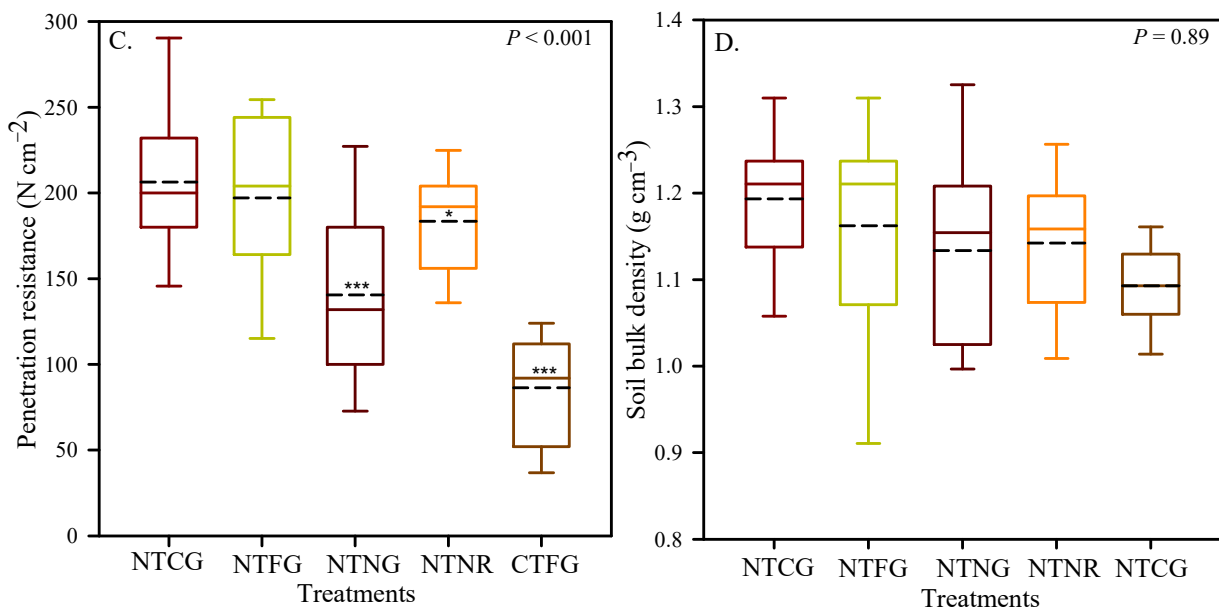 C.
P < 0.001
Penetration resistance (N cm⁻²)
300
250
200
150
100
50
0
*
***
***
NTCG NTFG NTNG NTNR CTFG
Treatments
D.
P = 0.89
Soil bulk density (g cm⁻³)
1.4
1.3
1.2
1.1
1.0
0.9
0.8
NTCG NTFG NTNG NTNR NTCG
Treatments